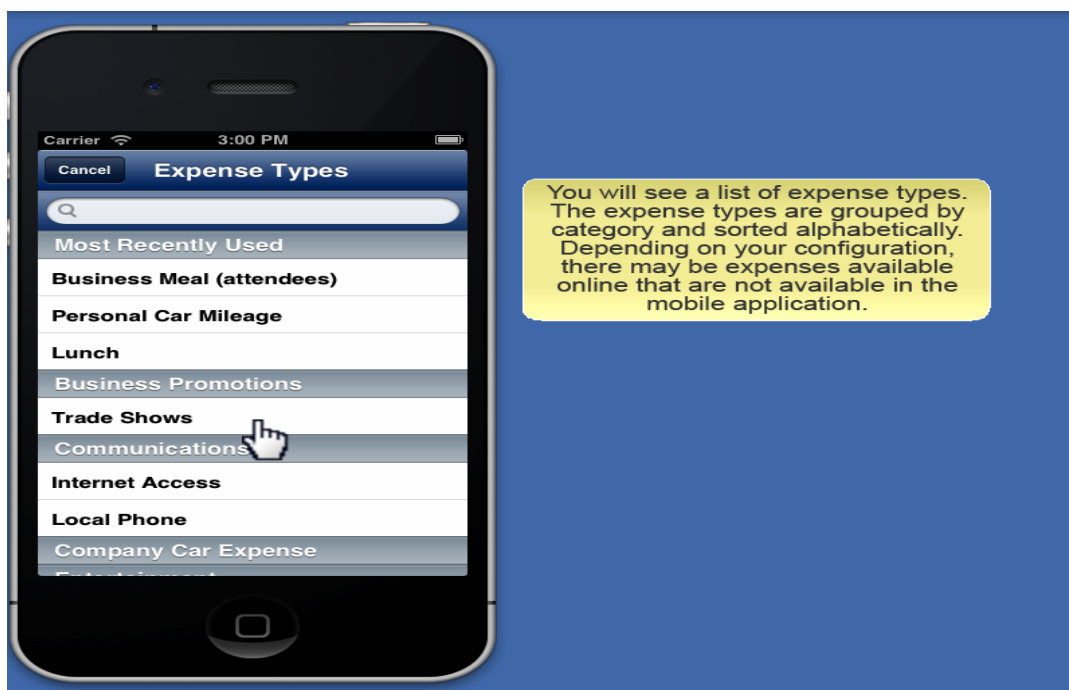 Carrier 3:00 PM
Cancel Expense Types
Most Recently Used
Business Meal (attendees)
Personal Car Mileage
Lunch
Business Promotions
Trade Shows
Communications
Internet Access
Local Phone
Company Car Expense
Entertainment
You will see a list of expense types.
The expense types are grouped by
category and sorted alphabetically.
Depending on your configuration,
there may be expenses available
online that are not available in the
mobile application.